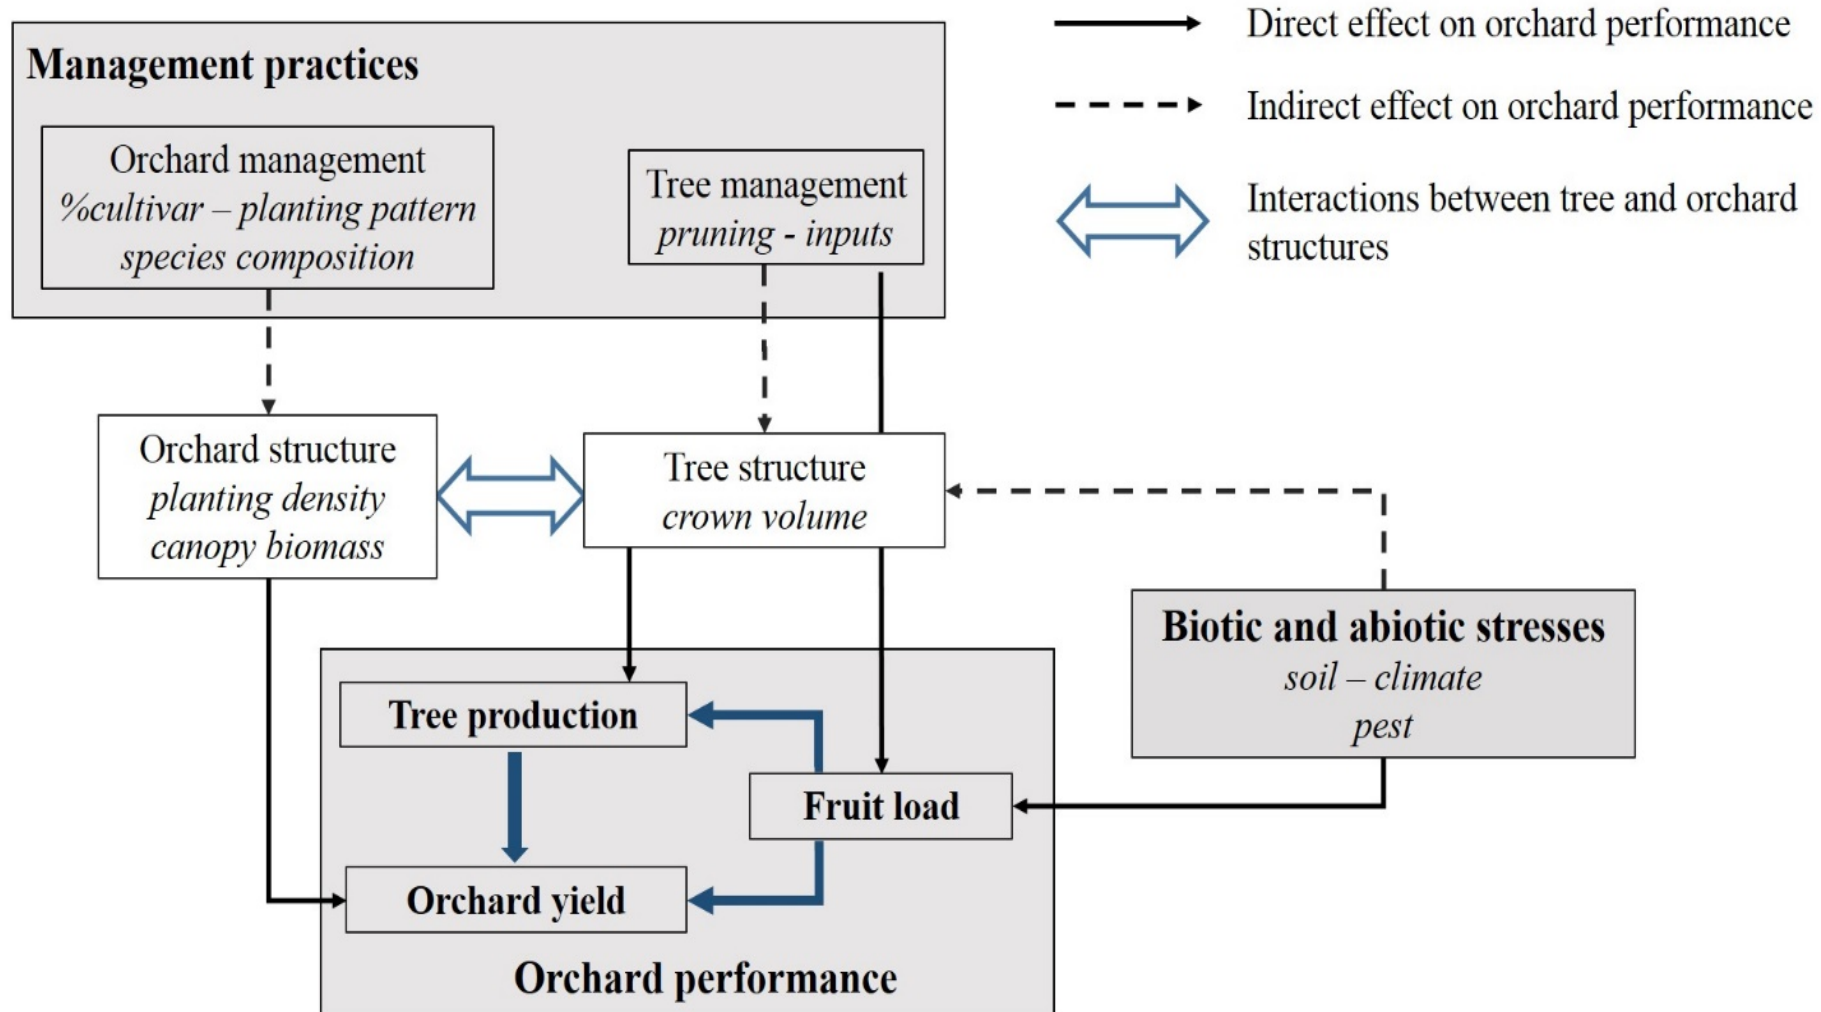 Management practices
Orchard management
%cultivar – planting pattern
species composition
Tree management
pruning - inputs
Direct effect on orchard performance
Indirect effect on orchard performance
Interactions between tree and orchard
structures
Orchard structure
planting density
canopy biomass
Tree structure
crown volume
Biotic and abiotic stresses
soil – climate
pest
Tree production
Fruit load
Orchard yield
Orchard performance